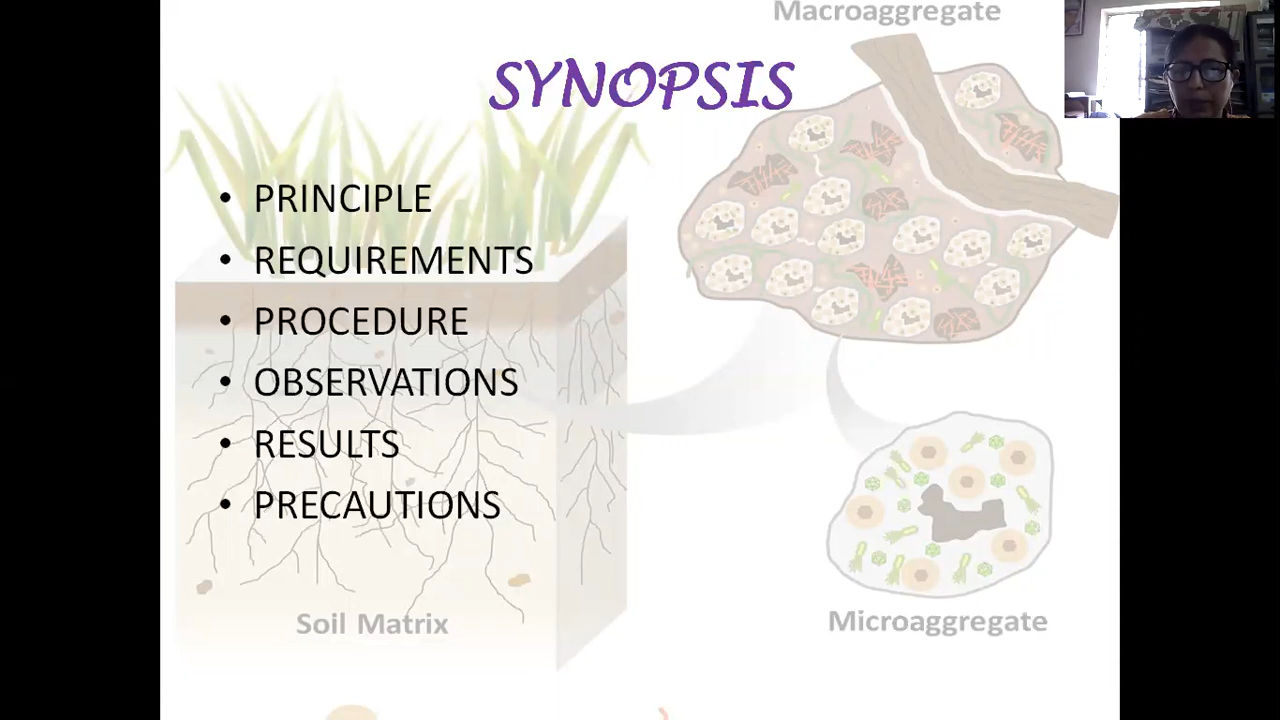 Macroaggregate
SYNOPSIS
• PRINCIPLE
• REQUIREMENTS
• PROCEDURE
• OBSERVATIONS
• RESULTS
• PRECAUTIONS
Soil Matrix
Microaggregate